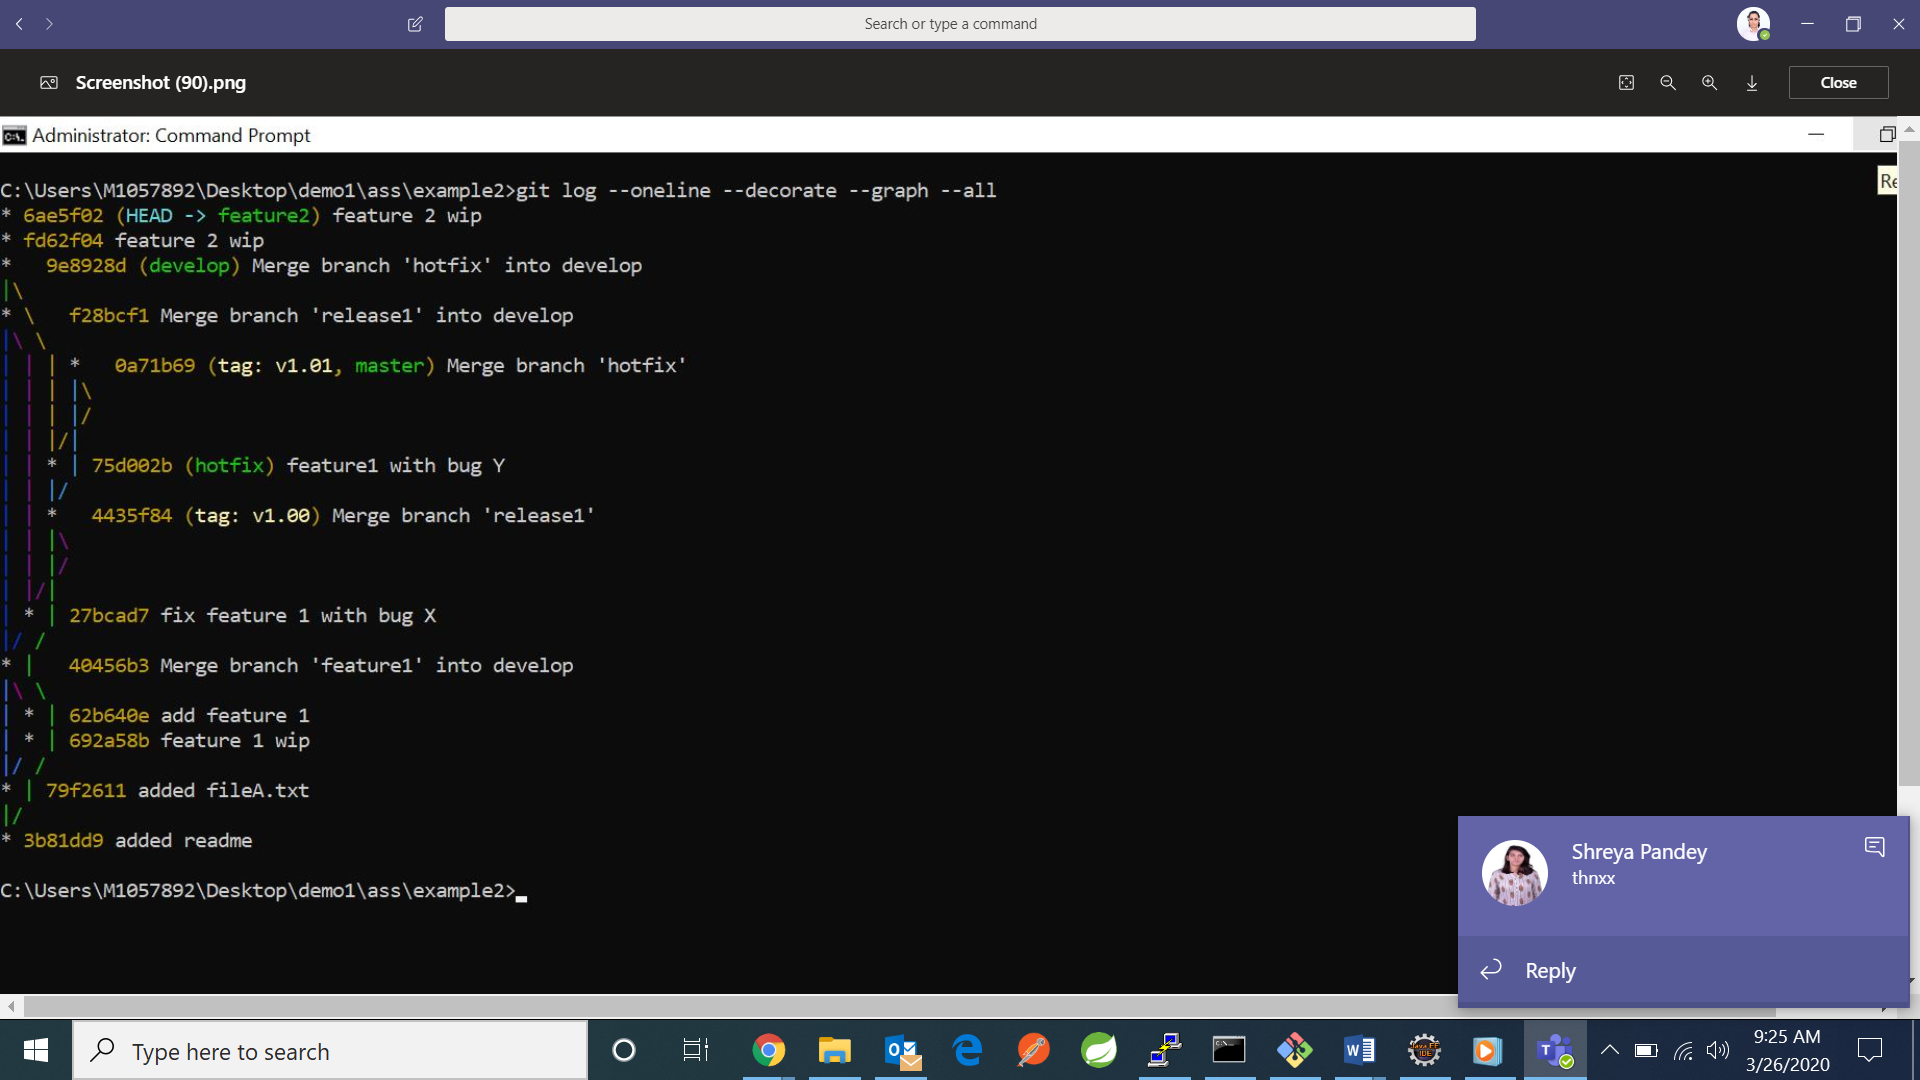 Search or type a command
Screenshot (90).png
Close
Administrator: Command Prompt
C:\Users\M1057892\Desktop\demo1\ass\example2>git log --oneline --decorate --graph --all
* 6ae5f02 (HEAD -> feature2) feature 2 wip
* fd62f04 feature 2 wip
*   9e8928d (develop) Merge branch 'hotfix' into develop
|\
* \   f28bcf1 Merge branch 'release1' into develop
|\ \
| | | *   0a71b69 (tag: v1.01, master) Merge branch 'hotfix'
| | | |\
| | | |/
| | |/|
| | * | 75d002b (hotfix) feature1 with bug Y
| | |/
| | *   4435f84 (tag: v1.00) Merge branch 'release1'
| | |\
| | |/
| |/|
| * | 27bcad7 fix feature 1 with bug X
|/ /
* |   40456b3 Merge branch 'feature1' into develop
|\ \
| * | 62b640e add feature 1
| * | 692a58b feature 1 wip
|/ /
* | 79f2611 added fileA.txt
|/
* 3b81dd9 added readme
C:\Users\M1057892\Desktop\demo1\ass\example2>
Shreya Pandey
thnxx
Reply
Type here to search
9:25 AM
3/26/2020